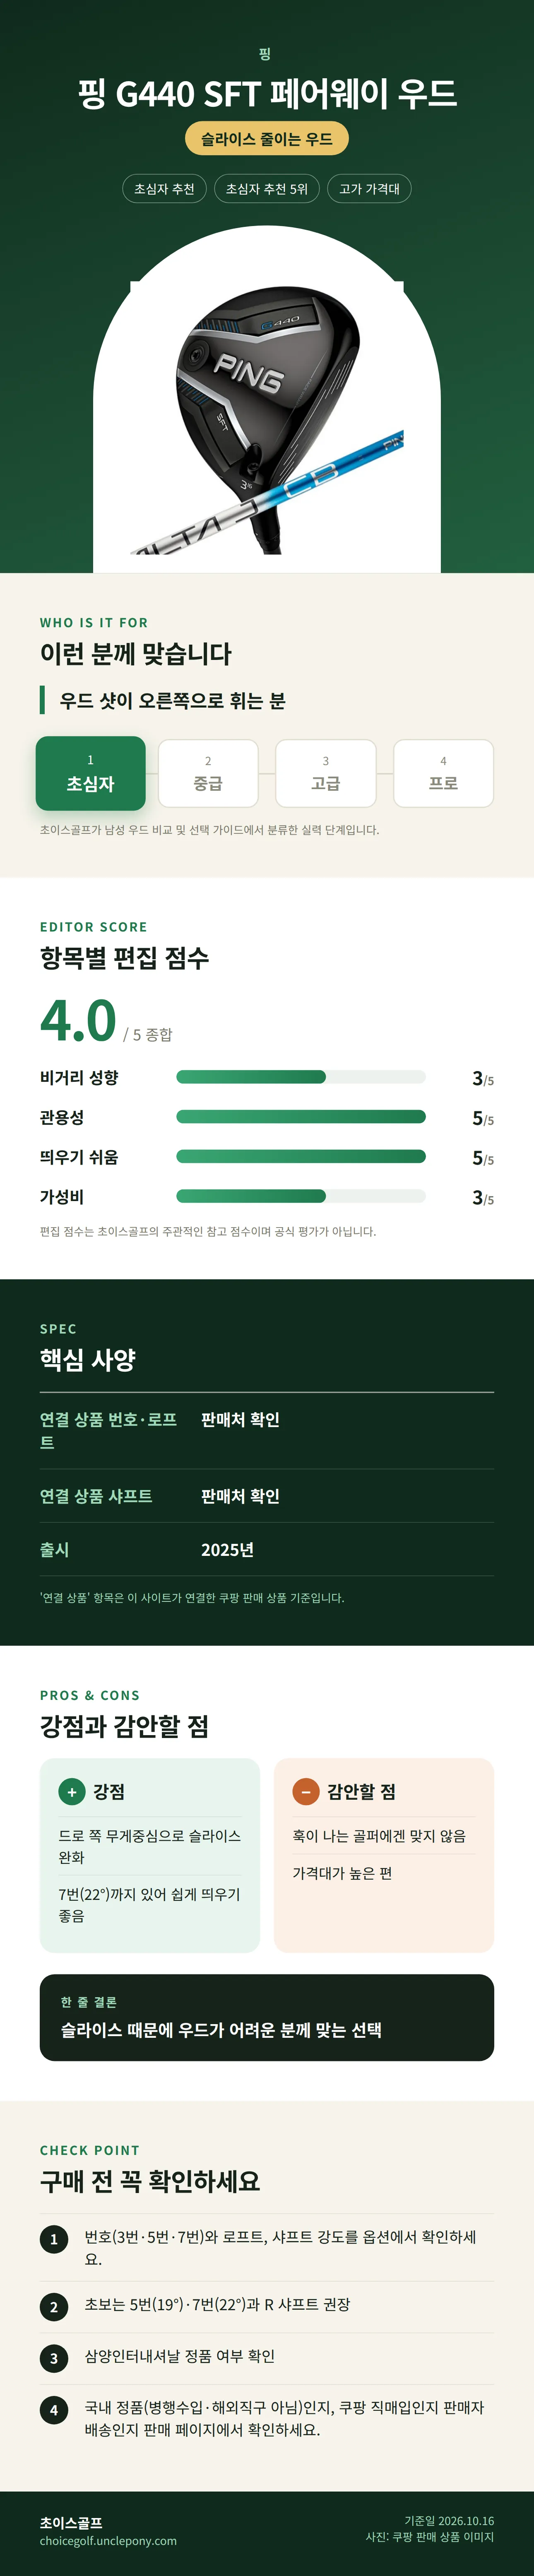 핑
핑 G440 SFT 페어웨이 우드
슬라이스 줄이는 우드
초심자 추천
초심자 추천 5위
고가 가격대
G440
PING
SFT
3
PIN
ALTA CB
WHO IS IT FOR
이런 분께 맞습니다
우드 샷이 오른쪽으로 휘는 분
1
초심자
2
중급
3
고급
4
프로
초이스골프가 남성 우드 비교 및 선택 가이드에서 분류한 실력 단계입니다.
EDITOR SCORE
항목별 편집 점수
4.0 / 5 종합
비거리 성향 3/5
관용성 5/5
띄우기 쉬움 5/5
가성비 3/5
편집 점수는 초이스골프의 주관적인 참고 점수이며 공식 평가가 아닙니다.
SPEC
핵심 사양
연결 상품 번호·로프
트
판매처 확인
연결 상품 샤프트 판매처 확인
출시 2025년
'연결 상품' 항목은 이 사이트가 연결한 쿠팡 판매 상품 기준입니다.
PROS & CONS
강점과 감안할 점
+ 강점
드로 쪽 무게중심으로 슬라이스
완화
7번(22°)까지 있어 쉽게 띄우기
좋음
− 감안할 점
훅이 나는 골퍼에겐 맞지 않음
가격대가 높은 편
한 줄 결론
슬라이스 때문에 우드가 어려운 분께 맞는 선택
CHECK POINT
구매 전 꼭 확인하세요
1 번호(3번·5번·7번)와 로프트, 샤프트 강도를 옵션에서 확인하세
요.
2 초보는 5번(19°)·7번(22°)과 R 샤프트 권장
3 삼양인터내셔날 정품 여부 확인
4 국내 정품(병행수입·해외직구 아님)인지, 쿠팡 직매입인지 판매자
배송인지 판매 페이지에서 확인하세요.
초이스골프
choicegolf.unclepony.com
기준일 2026.10.16
사진: 쿠팡 판매 상품 이미지